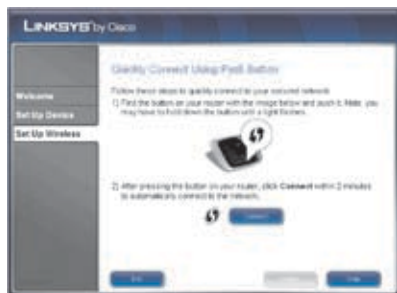 LINKSYS by Cisco
Quickly Connect Using Push Button
Welcome
Set Up Device
Set Up Wireless
Follow these steps to quickly connect to your secured network.
1) Find the button on your router with the image below and push it. Note, you
may have to hold down the button until a light flashes.
2) After pressing the button on your router, click Connect within 2 minutes
to automatically connect to the network.
Connect